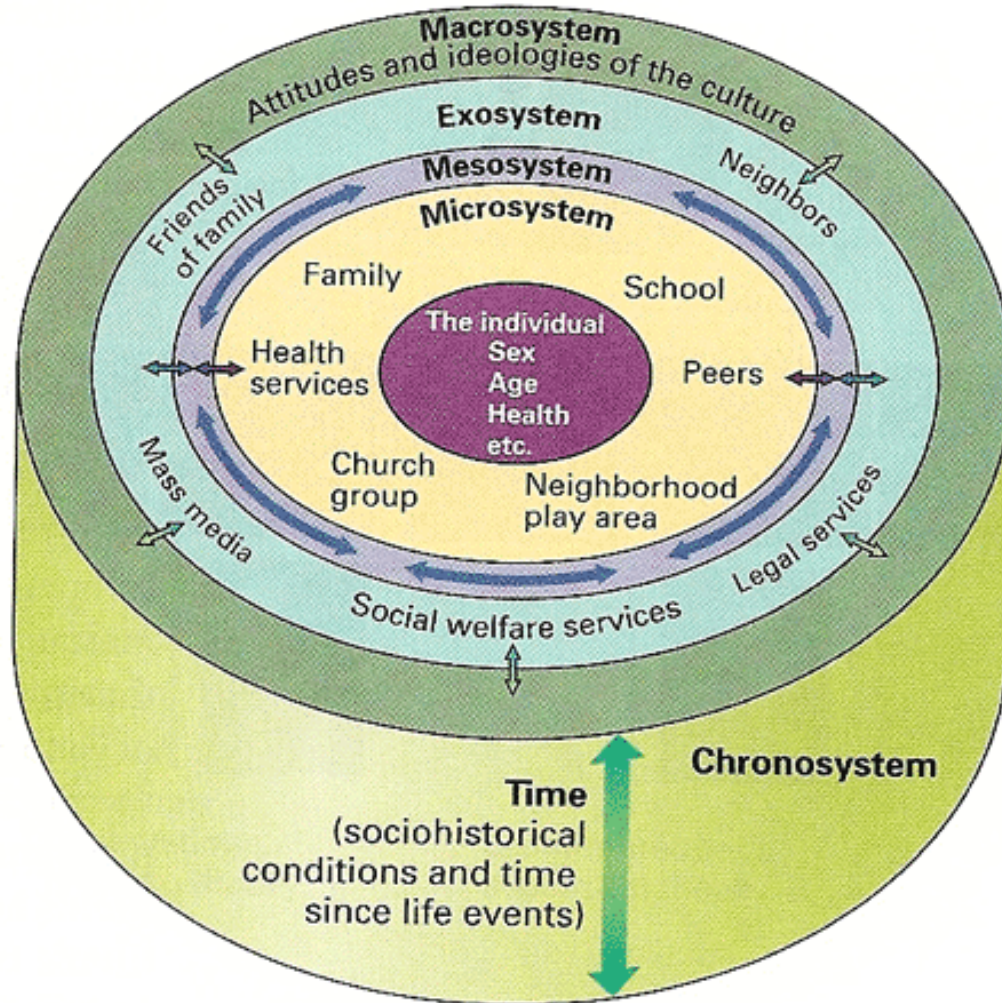 Macrosystem
Attitudes and ideologies of the culture
Exosystem
Mesosystem
Microsystem
Friends
of family
Neighbors
Family
School
The individual
Sex
Age
Health
etc.
Health
services
Peers
Church
group
Neighborhood
play area
Mass media
Legal services
Social welfare services
Chronosystem
Time
(sociohistorical
conditions and time
since life events)